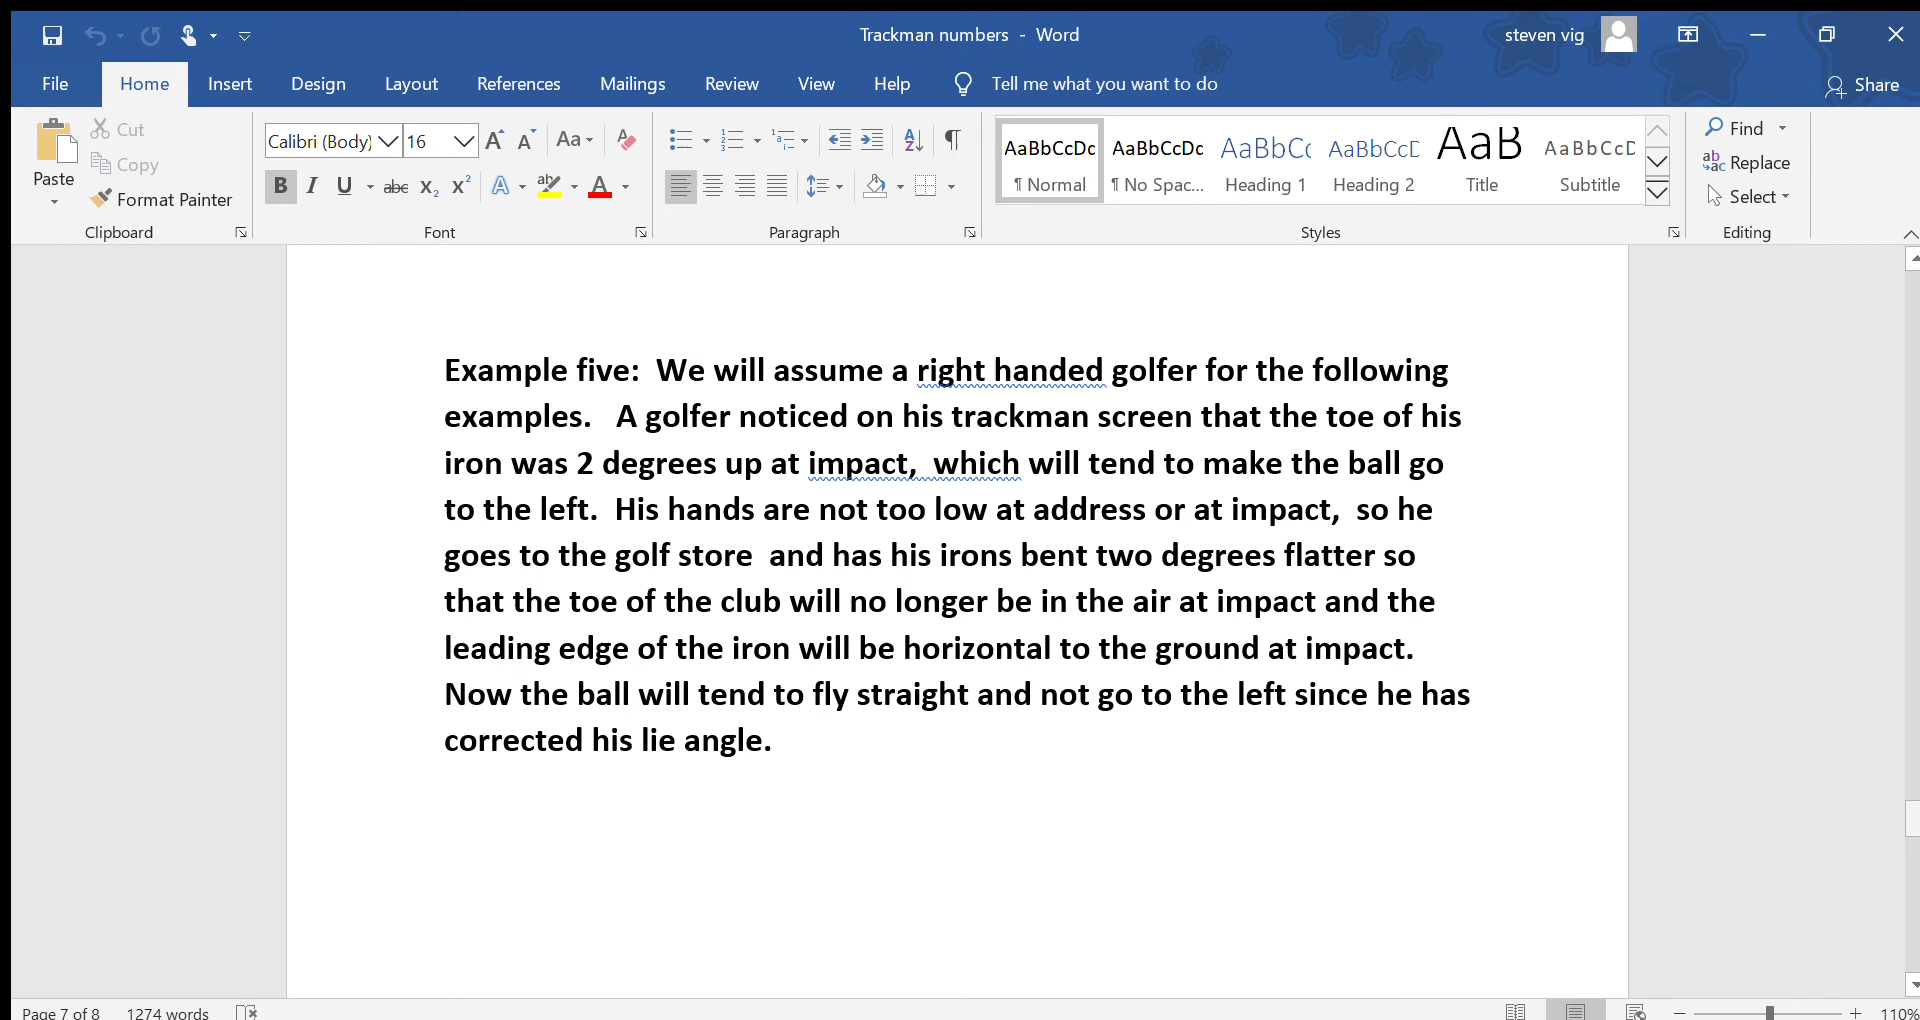 Trackman numbers - Word
steven vig
File Home Insert Design Layout References Mailings Review View Help Tell me what you want to do Share
Paste
Cut
Copy
Format Painter
Clipboard
Calibri (Body) 16
Font
Paragraph
AaBbCcDc AaBbCcDc AaBbCc AaBbCcD AaB AaBbCcD
¶ Normal ¶ No Spac... Heading 1 Heading 2 Title Subtitle
Styles
Find
Replace
Select
Editing
Example five: We will assume a right handed golfer for the following
examples. A golfer noticed on his trackman screen that the toe of his
iron was 2 degrees up at impact, which will tend to make the ball go
to the left. His hands are not too low at address or at impact, so he
goes to the golf store and has his irons bent two degrees flatter so
that the toe of the club will no longer be in the air at impact and the
leading edge of the iron will be horizontal to the ground at impact.
Now the ball will tend to fly straight and not go to the left since he has
corrected his lie angle.
Page 7 of 8 1274 words 110%